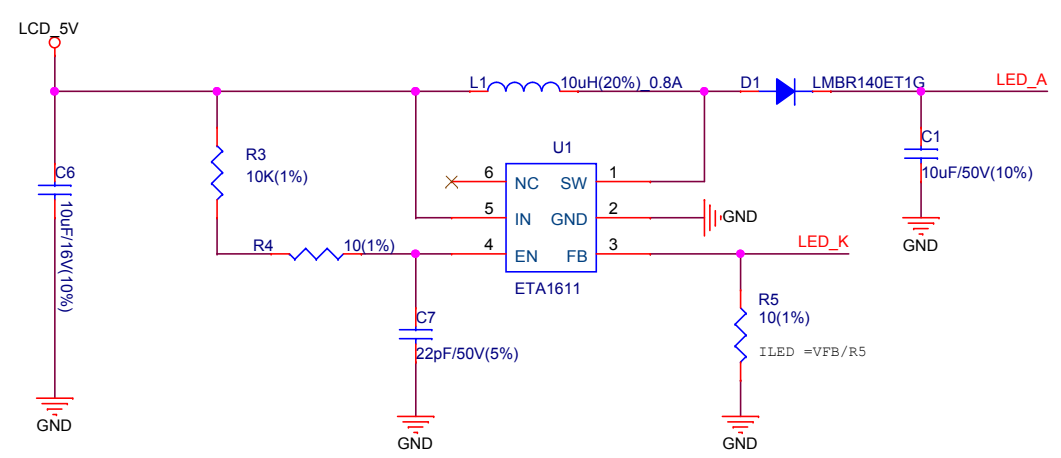 LCD_5V
L1
10uH(20%)_0.8A
D1
LMBR140ET1G
LED_A
C6
10uF/16V(10%)
R3
10K(1%)
U1
C1
10uF/50V(10%)
6
NC
SW
1
5
IN
GND
2
GND
4
EN
FB
3
R4
10(1%)
LED_K
GND
ETA1611
C7
22pF/50V(5%)
R5
10(1%)
ILED =VFB/R5
GND
GND
GND